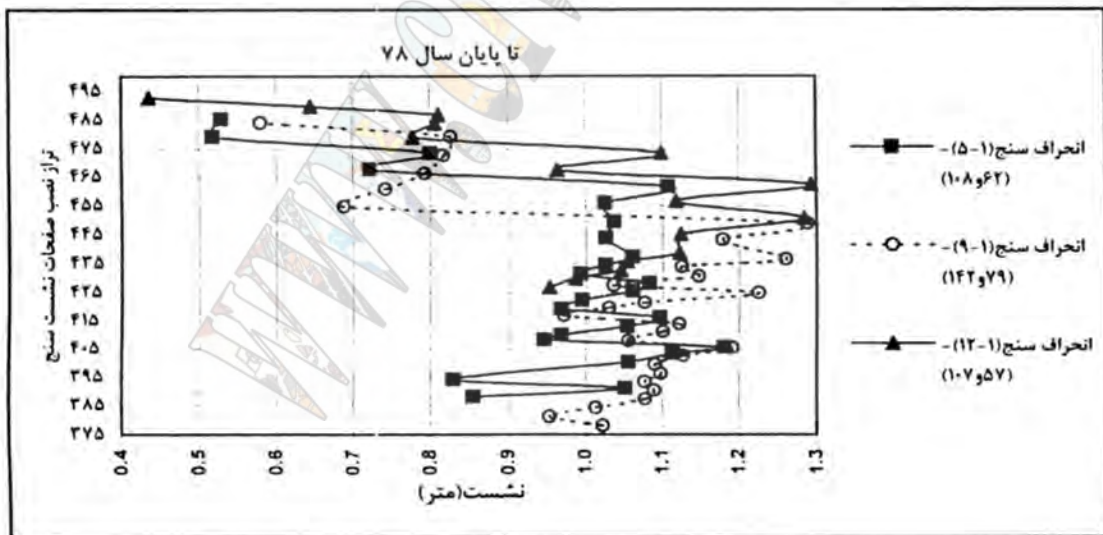 تا پایان سال ۷۸
تراز نصب صفحات نشست سنج
۴۹۵
۴۸۵
۴۷۵
۴۶۵
۴۵۵
۴۴۵
۴۳۵
۴۲۵
۴۱۵
۴۰۵
۳۹۵
۳۸۵
۳۷۵
0.4 0.5 0.6 0.7 0.8 0.9 1.0 1.1 1.2 1.3
نشست(متر)
انحراف سنج(۱-۵)-
(۶۲و۱۰۸)
انحراف سنج(۱-۹)-
(۷۹و۱۴۲)
انحراف سنج(۱-۱۲)-
(۵۷و۱۰۷)